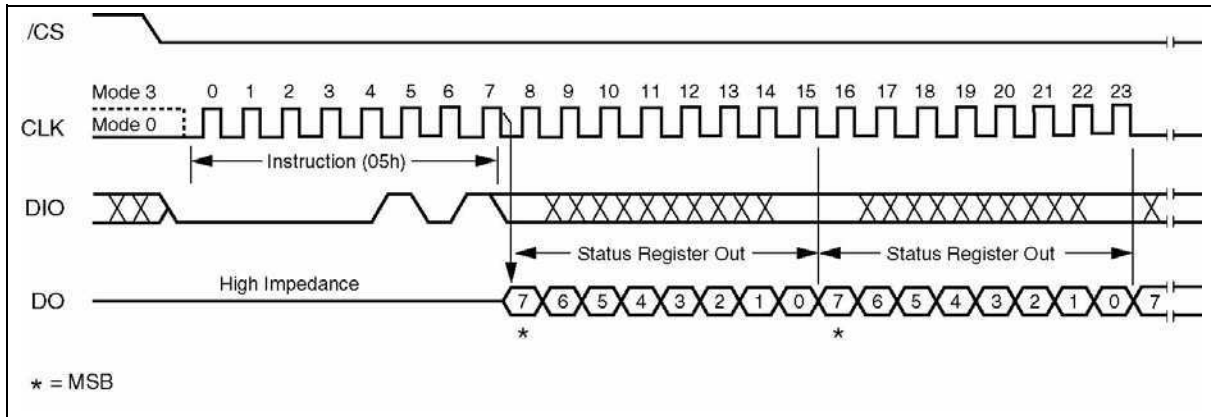 /CS
Mode 3 0 1 2 3 4 5 6 7 8 9 10 11 12 13 14 15 16 17 18 19 20 21 22 23
CLK Mode 0
Instruction (05h)
DIO
Status Register Out Status Register Out
High Impedance
DO 7 6 5 4 3 2 1 0 7 6 5 4 3 2 1 0 7
* *
* = MSB